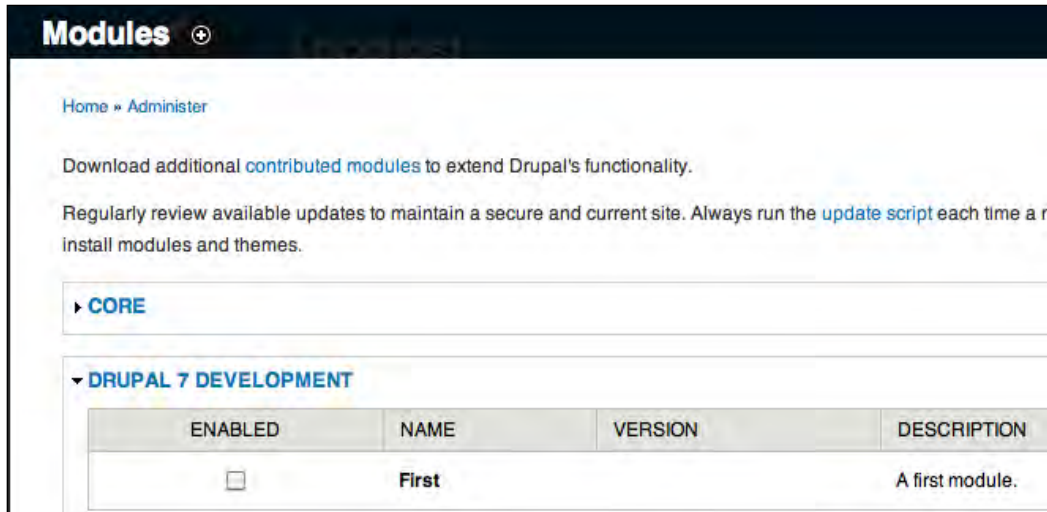 Modules
Home » Administer
Download additional contributed modules to extend Drupal's functionality.
Regularly review available updates to maintain a secure and current site. Always run the update script each time a
install modules and themes.
CORE
DRUPAL 7 DEVELOPMENT
ENABLED NAME VERSION DESCRIPTION
First A first module.